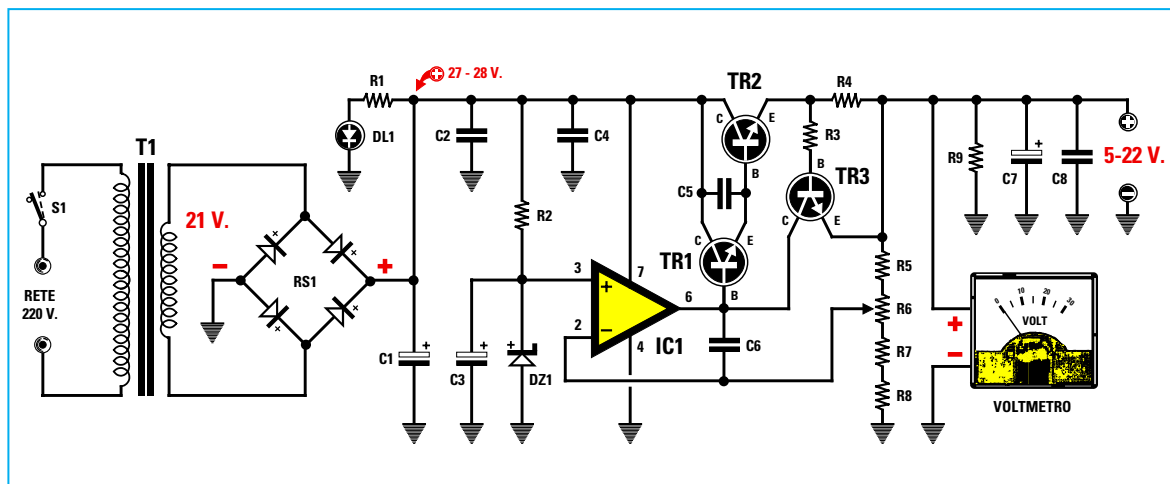 R1
27 - 28 V.
TR2
R4
C
E
DL1
C2
C4
R3
B
B
T1
5-22 V.
R9
C7
C8
C5
TR3
S1
21 V.
R2
C
E
C
E
TR1
R5
RS1
3
7
6
B
R6
0
10
20
30
VOLT
RETE
220 V.
2
4
IC1
C6
R7
C1
C3
DZ1
R8
VOLTMETRO